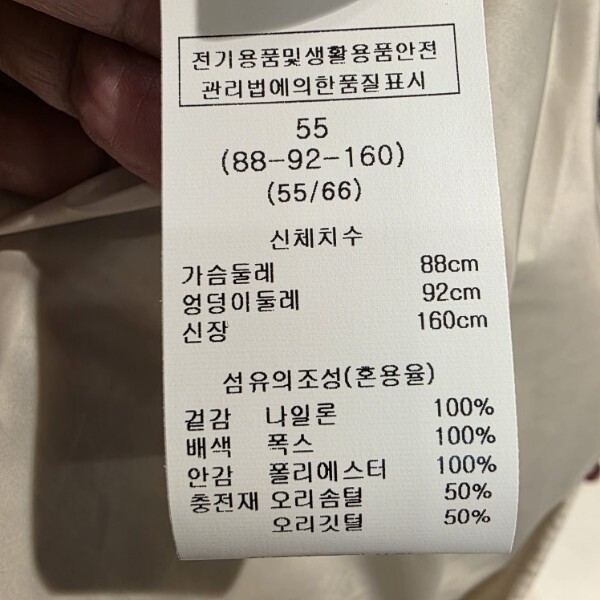 전기용품및생활용품안전
관리법에의한품질표시
55
(88-92-160)
(55/66)
신체치수
가슴둘레 88cm
엉덩이둘레 92cm
신장 160cm
섬유의조성(혼용율)
겉감 나일론 100%
배색 폭스 100%
안감 폴리에스터 100%
충전재 오리솜털 50%
오리깃털 50%